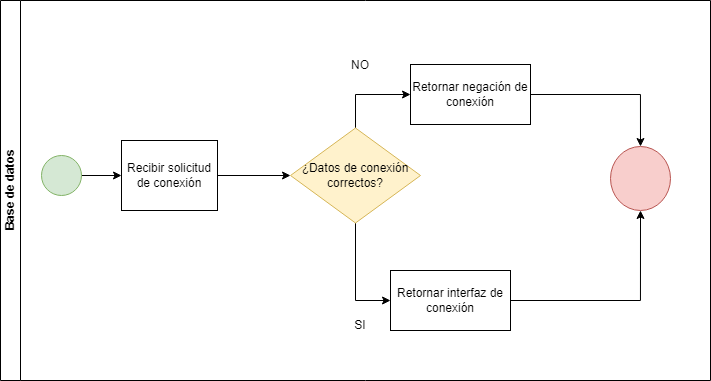 Base de datos
Recibir solicitud
de conexión
¿Datos de conexión
correctos?
NO
Retornar negación de
conexión
SI
Retornar interfaz de
conexión